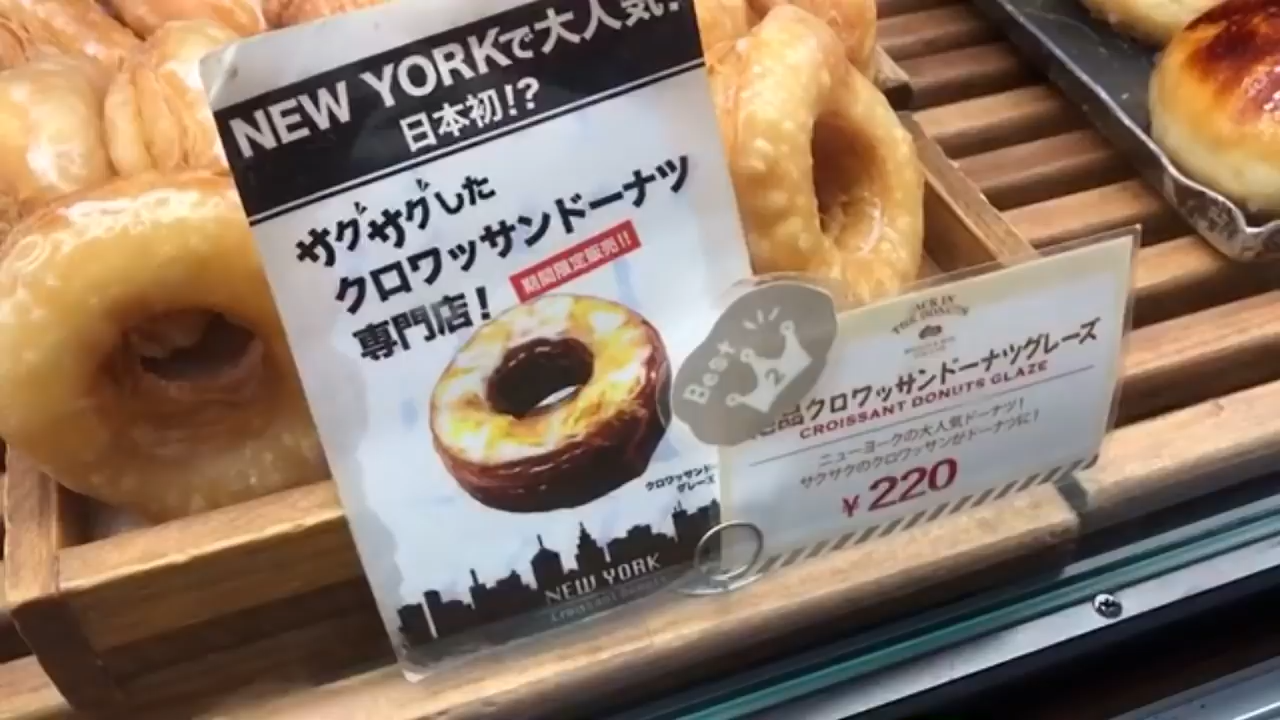 NEW YORKで大人気!
日本初!?
サクサクした
クロワッサンドーナツ
専門店!
期間限定販売!!
クロワッサンド
グレーズ
NEW YORK
Croissant Donuts
Best
2
THE DONUTS
クロワッサンドーナツグレーズ
CROISSANT DONUTS GLAZE
ニューヨークの大人気ドーナツ!
サクサクのクロワッサンがドーナツに!
¥220